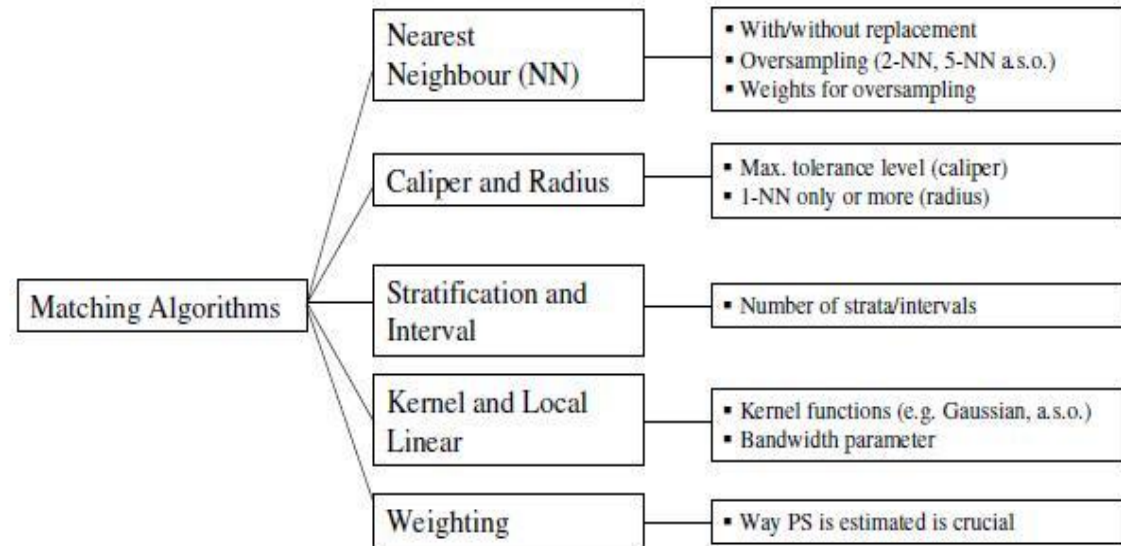 Matching Algorithms
Nearest
Neighbour (NN)
▪ With/without replacement
▪ Oversampling (2-NN, 5-NN a.s.o.)
▪ Weights for oversampling
Caliper and Radius
▪ Max. tolerance level (caliper)
▪ 1-NN only or more (radius)
Stratification and
Interval
▪ Number of strata/intervals
Kernel and Local
Linear
▪ Kernel functions (e.g. Gaussian, a.s.o.)
▪ Bandwidth parameter
Weighting
▪ Way PS is estimated is crucial